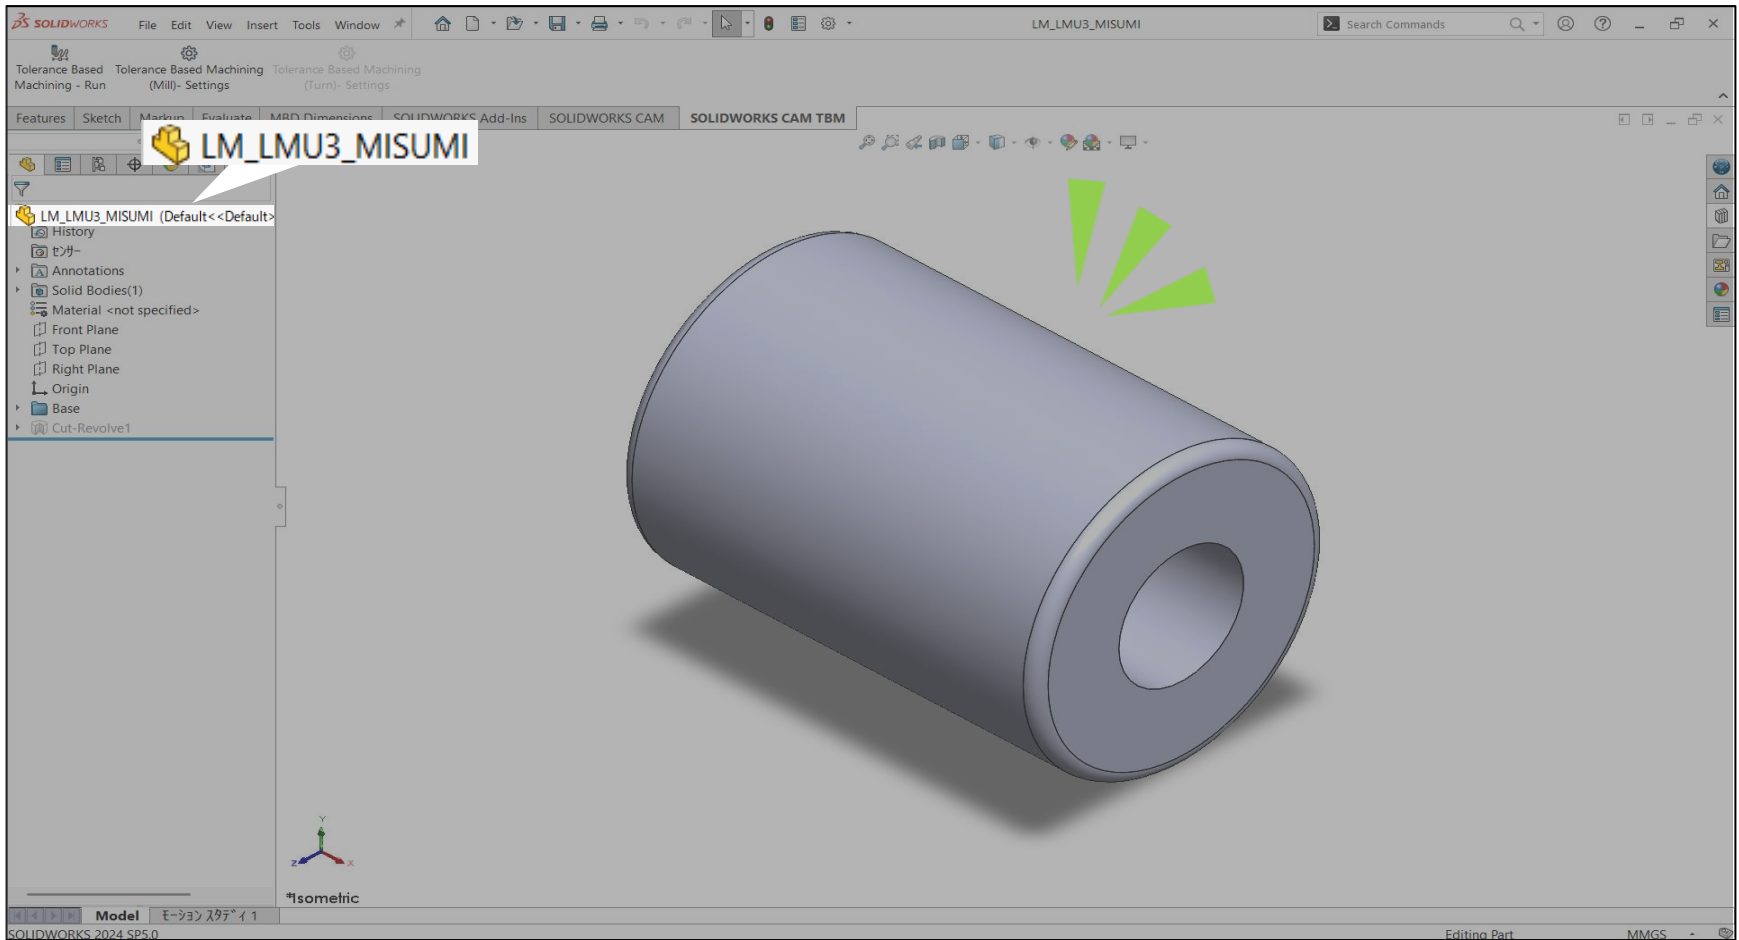 SOLIDWORKS File Edit View Insert Tools Window LM_LMU3_MISUMI Search Commands
Tolerance Based Machining - Run
Tolerance Based Machining (Mill)- Settings
Tolerance Based Machining (Turn)- Settings
Features Sketch Markup Evaluate MBD Dimensions SOLIDWORKS Add-Ins SOLIDWORKS CAM SOLIDWORKS CAM TBM
LM_LMU3_MISUMI
LM_LMU3_MISUMI (Default<<Default>
History
センサー
Annotations
Solid Bodies(1)
Material <not specified>
Front Plane
Top Plane
Right Plane
Origin
Base
Cut-Revolve1
Y
Z X
*Isometric
Model モーション スタディ 1
SOLIDWORKS 2024 SP5.0 Editing Part MMGS